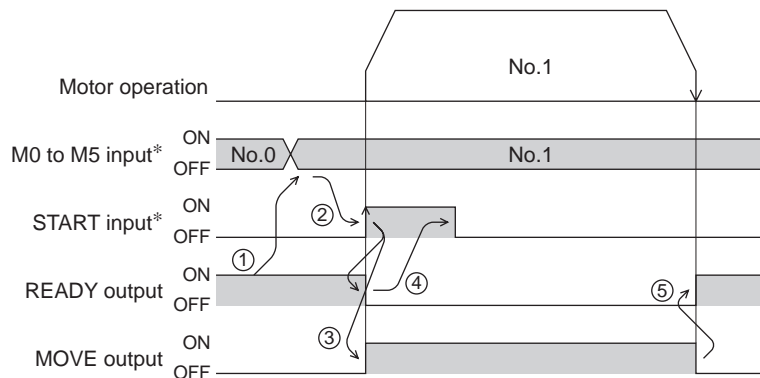 No.1
Motor operation
ON
M0 to M5 input*
OFF
No.0
No.1
ON
START input*
OFF
②
①
ON
READY output
OFF
④
⑤
③
ON
MOVE output
OFF